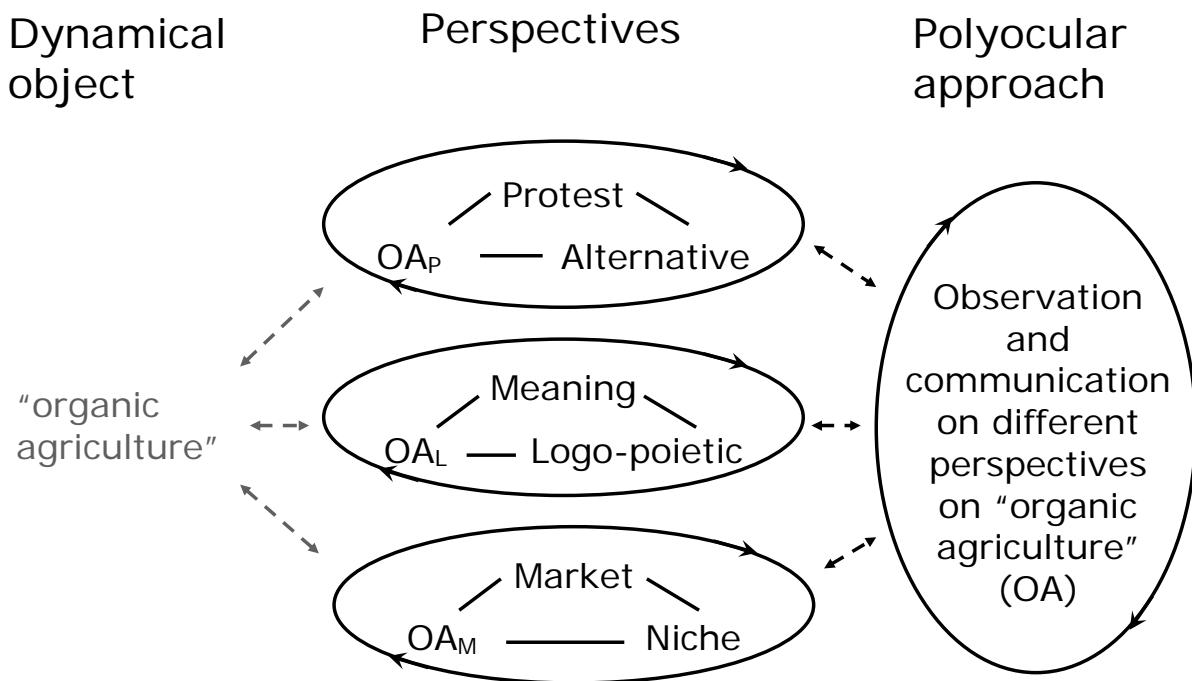 Dynamical
object
Perspectives
Polyocular
approach
"organic
agriculture"
Protest
OAP
Alternative
Meaning
OAL
Logo-poietic
Market
OAM
Niche
Observation
and
communication
on different
perspectives
on "organic
agriculture"
(OA)